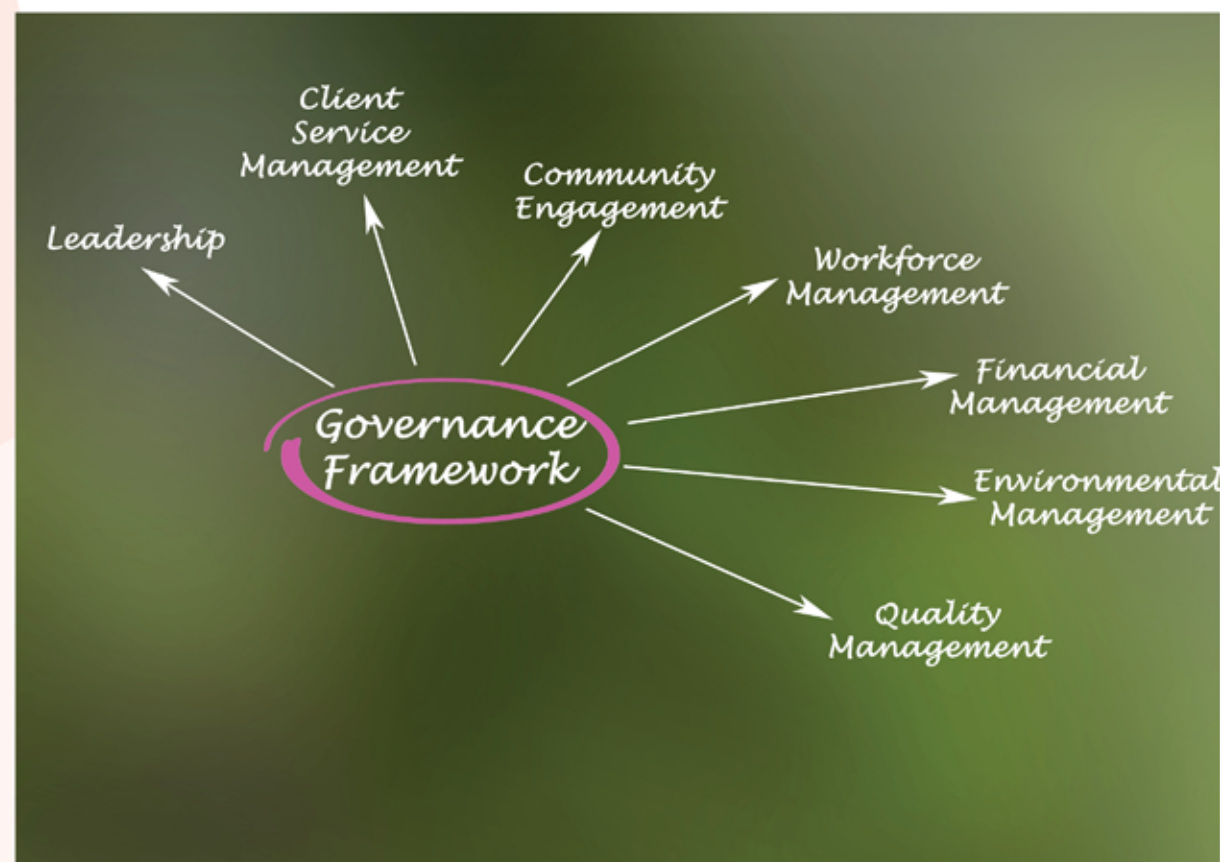 Client
Service
Management
Community
Engagement
Leadership
Workforce
Management
Financial
Management
Governance
Framework
Environmental
Management
Quality
Management